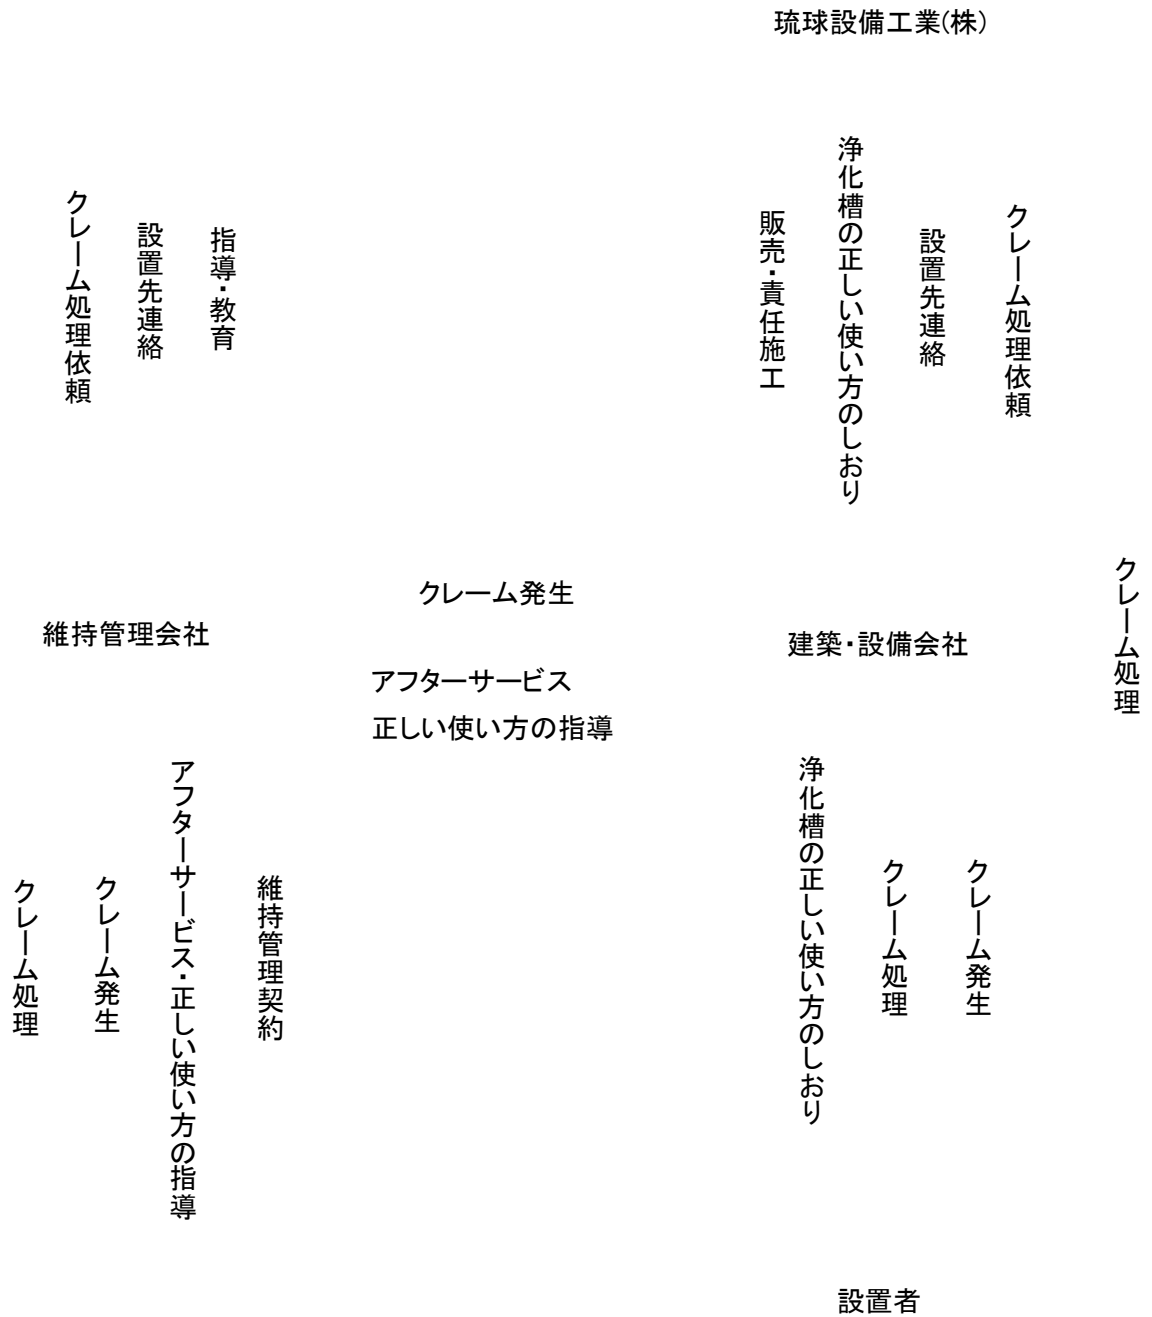 琉球設備工業(株)
クレーム処理依頼
設置先連絡
指導・教育
販売・責任施工
浄化槽の正しい使い方のしおり
設置先連絡
クレーム処理依頼
クレーム処理
維持管理会社
クレーム発生
アフターサービス
正しい使い方の指導
建築・設備会社
クレーム処理
クレーム発生
アフターサービス・正しい使い方の指導
維持管理契約
浄化槽の正しい使い方のしおり
クレーム処理
クレーム発生
設置者